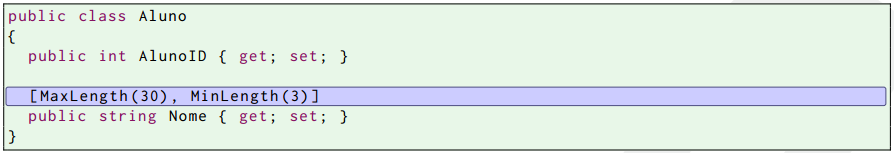 public class Aluno
{
  public int AlunoID { get; set; }
  [MaxLength(30), MinLength(3)]
  public string Nome { get; set; }
}